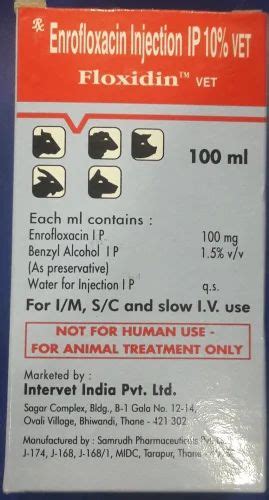 Rx Enrofloxacin Injection IP 10% VET
Floxidin™ VET
100 ml
Each ml contains :
Enrofloxacin I P 100 mg
Benzyl Alcohol I P 1.5% v/v
(As preservative)
Water for Injection I P q.s.
For I/M, S/C and slow I.V. use
NOT FOR HUMAN USE -
FOR ANIMAL TREATMENT ONLY
Marketed by :
Intervet India Pvt. Ltd.
Sagar Complex, Bldg., B-1 Gala No. 12-14,
Ovali Village, Bhiwandi, Thane - 421 302
Manufactured by : Samrudh Pharmaceuticals Pvt. Ltd.
J-174, J-168, J-168/1, MIDC, Tarapur, Thane